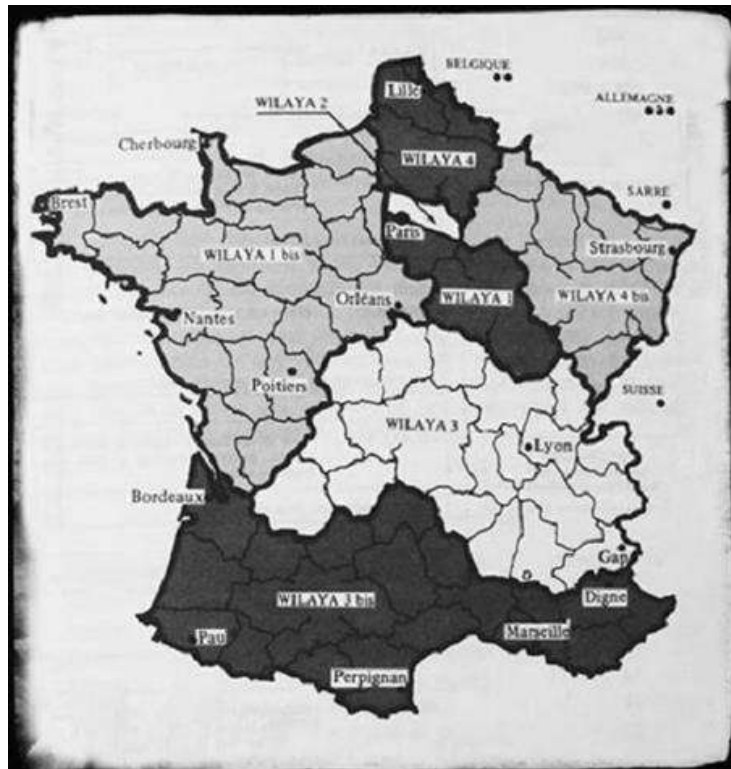 BELGIQUE
Lille
ALLEMAGNE
WILAYA 2
Cherbourg
WILAYA 4
SARRE
Brest
Paris
Strasbourg
WILAYA 1 bis
Orléans
WILAYA 1
WILAYA 4 bis
Nantes
Poitiers
SUISSE
WILAYA 3
Lyon
Bordeaux
Gap
WILAYA 3 bis
Digne
Marseille
Pau
Perpignan